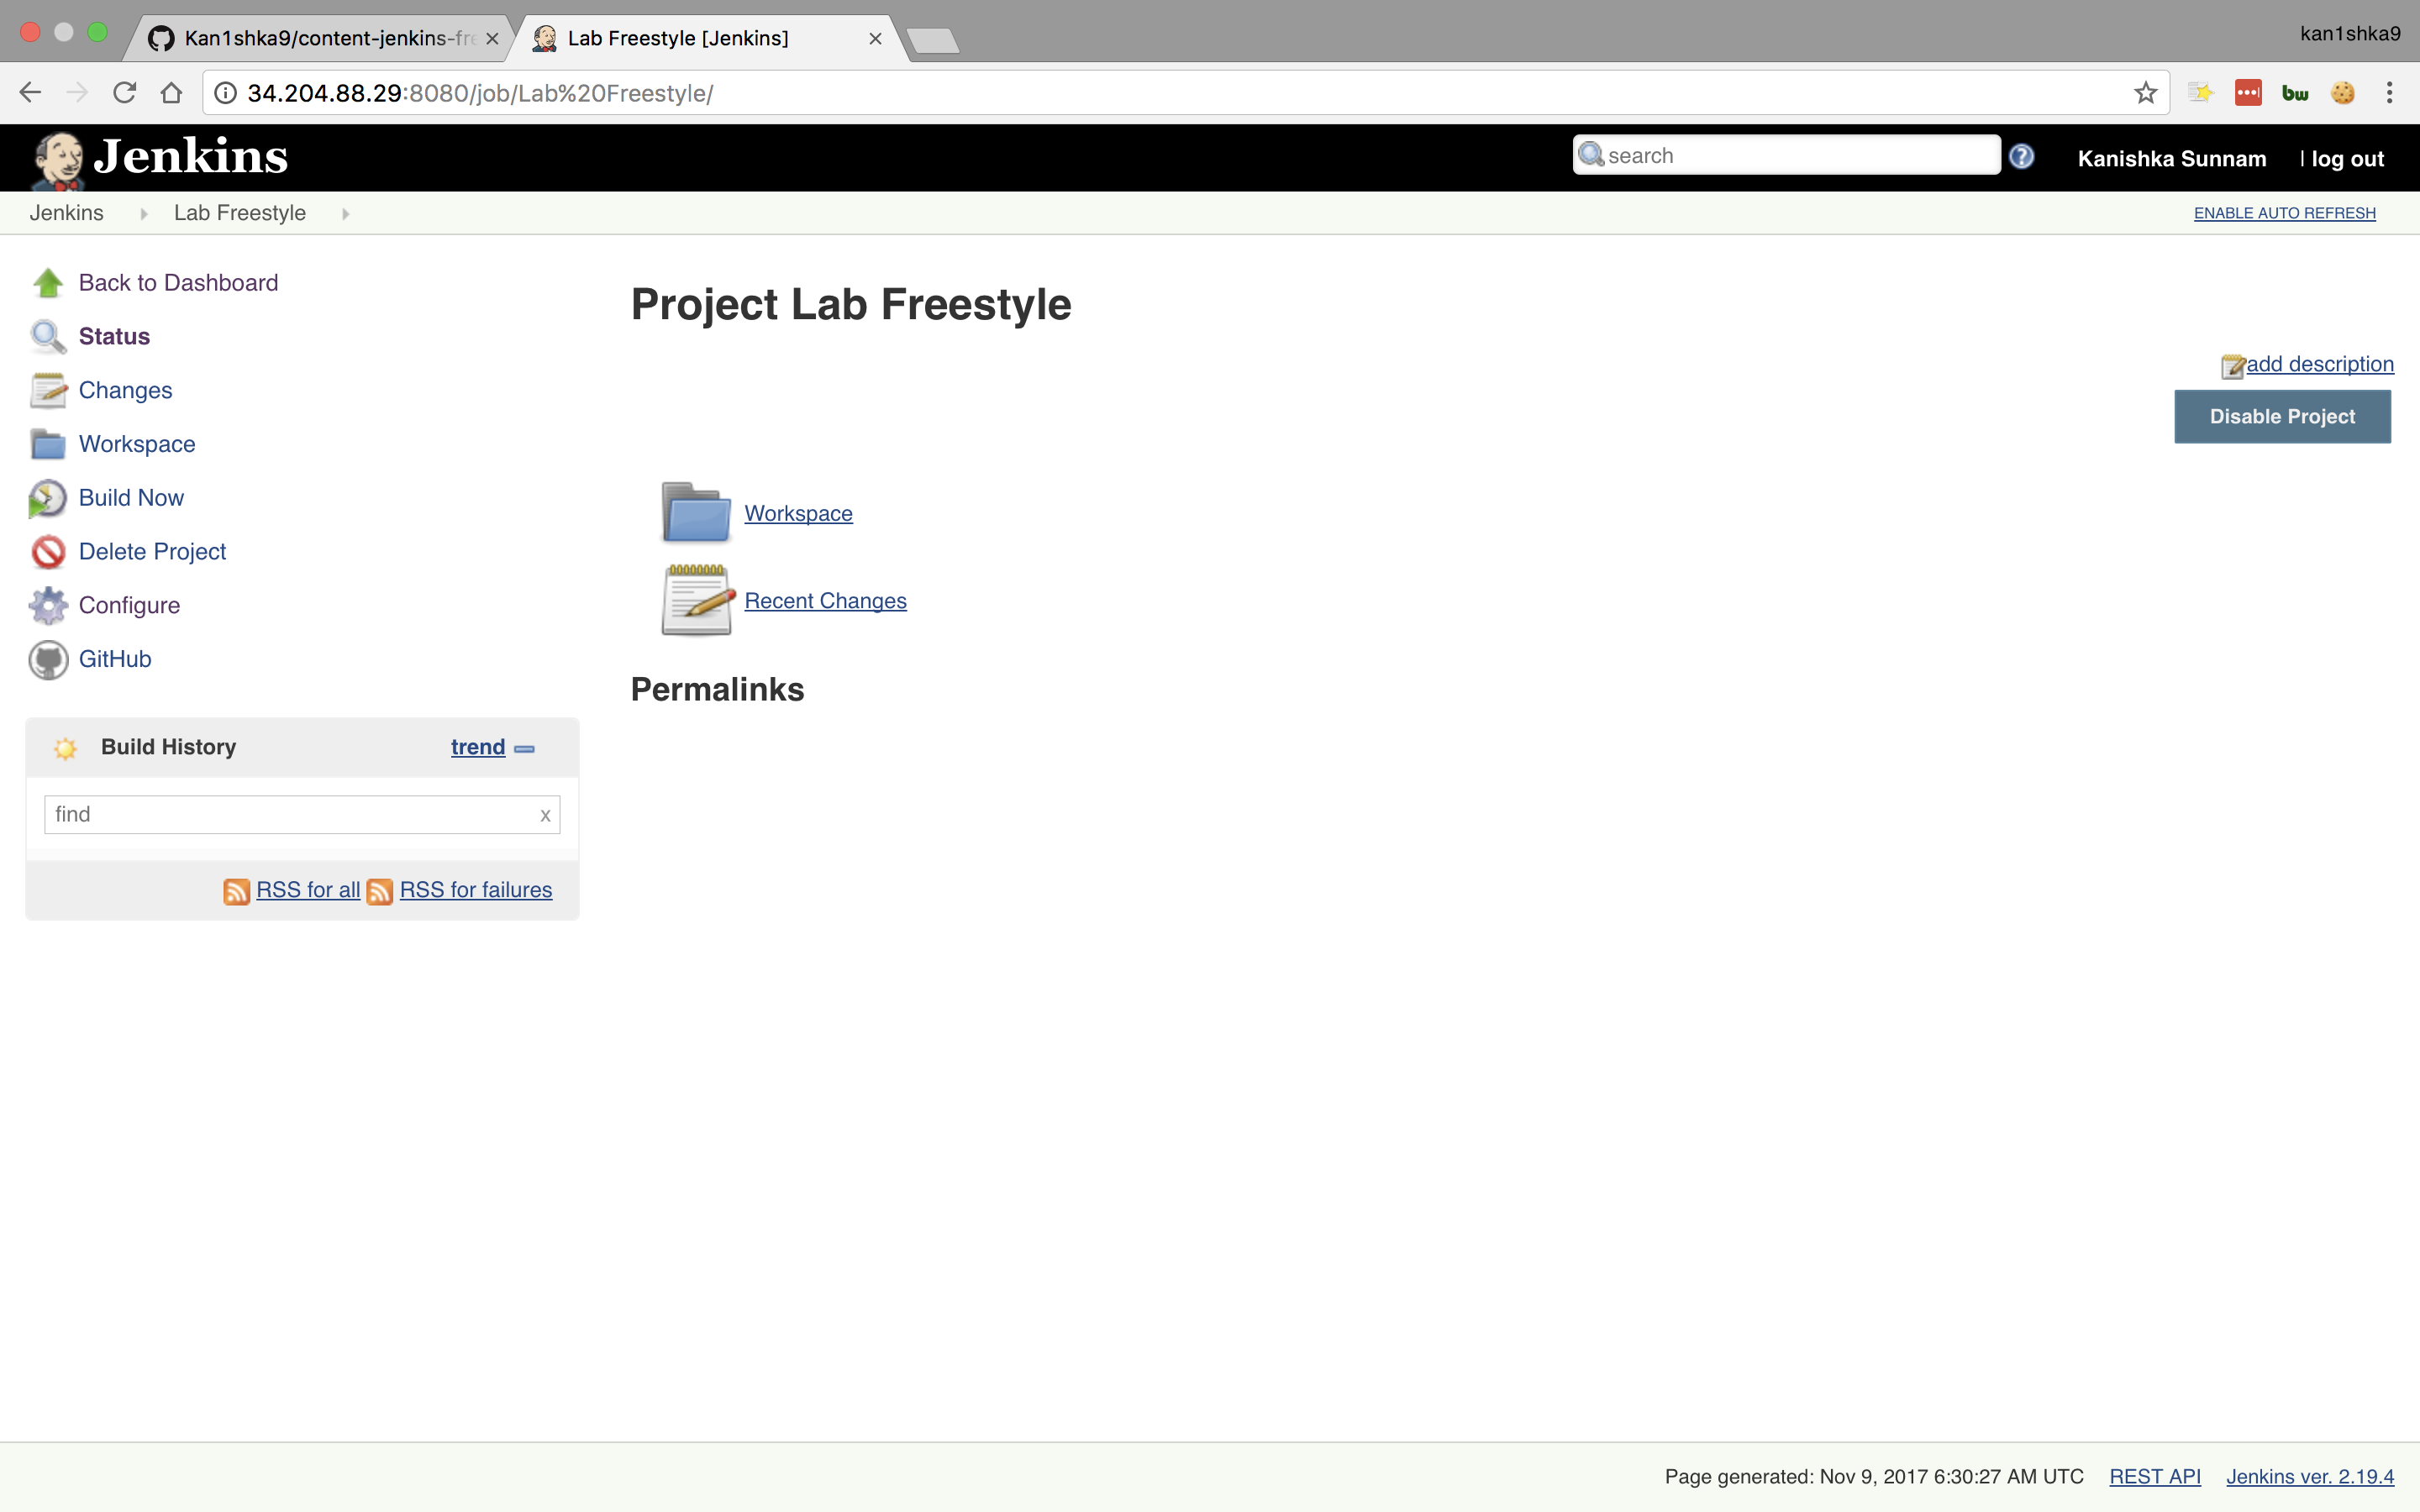 Kan1shka9/content-jenkins-fre
Lab Freestyle [Jenkins]
kan1shka9
34.204.88.29:8080/job/Lab%20Freestyle/
bw
Jenkins
search
Kanishka Sunnam
| log out
Jenkins
Lab Freestyle
ENABLE AUTO REFRESH
Back to Dashboard
Status
Changes
Workspace
Build Now
Delete Project
Configure
GitHub
Build History
trend
find
x
RSS for all
RSS for failures
Project Lab Freestyle
add description
Disable Project
Workspace
Recent Changes
Permalinks
Page generated: Nov 9, 2017 6:30:27 AM UTC
REST API
Jenkins ver. 2.19.4